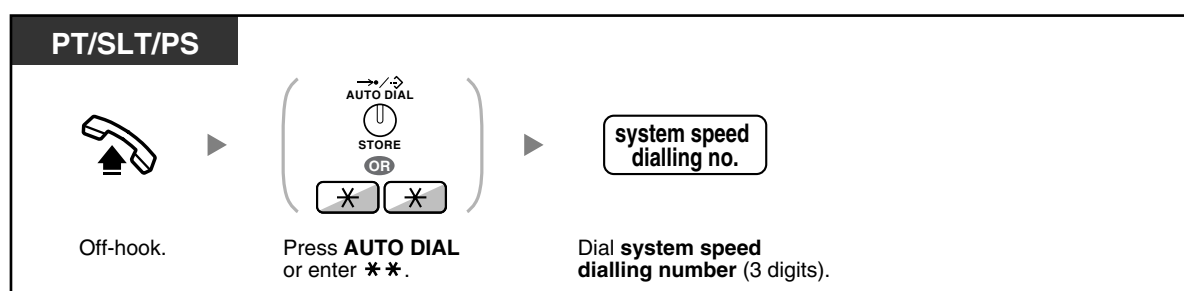 PT/SLT/PS
AUTO DIAL
STORE
OR
* *
system speed
dialling no.
Off-hook.
Press AUTO DIAL
or enter **.
Dial system speed
dialling number (3 digits).